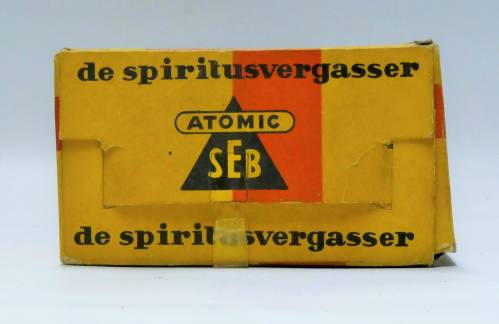 de spiritusvergasser
ATOMIC
SEB
de spiritusvergasser